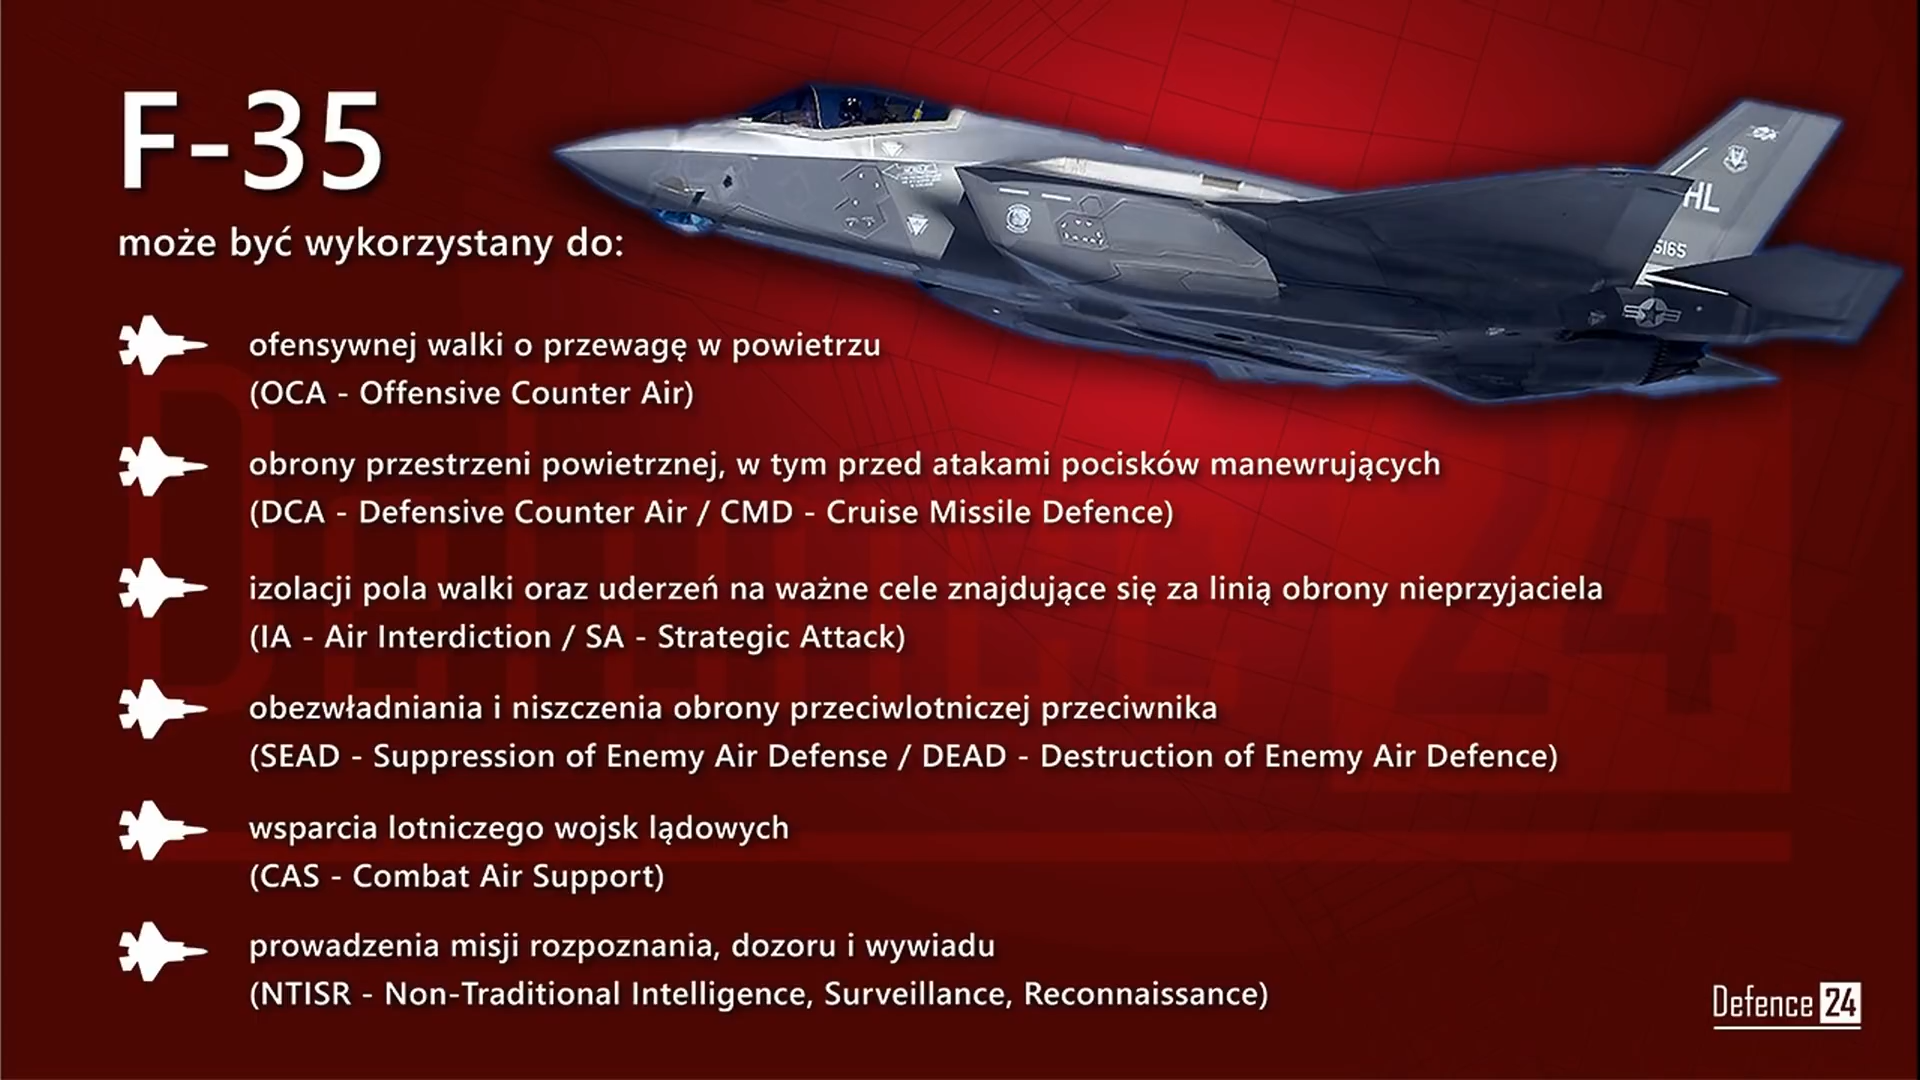 F-35
może być wykorzystany do:
HL
5165
ofensywnej walki o przewagę w powietrzu
(OCA - Offensive Counter Air)
obrony przestrzeni powietrznej, w tym przed atakami pocisków manewrujących
(DCA - Defensive Counter Air / CMD - Cruise Missile Defence)
izolacji pola walki oraz uderzeń na ważne cele znajdujące się za linią obrony nieprzyjaciela
(IA - Air Interdiction / SA - Strategic Attack)
obezwładniania i niszczenia obrony przeciwlotniczej przeciwnika
(SEAD - Suppression of Enemy Air Defense / DEAD - Destruction of Enemy Air Defence)
wsparcia lotniczego wojsk lądowych
(CAS - Combat Air Support)
prowadzenia misji rozpoznania, dozoru i wywiadu
(NTISR - Non-Traditional Intelligence, Surveillance, Reconnaissance)
Defence 24
Defence 24